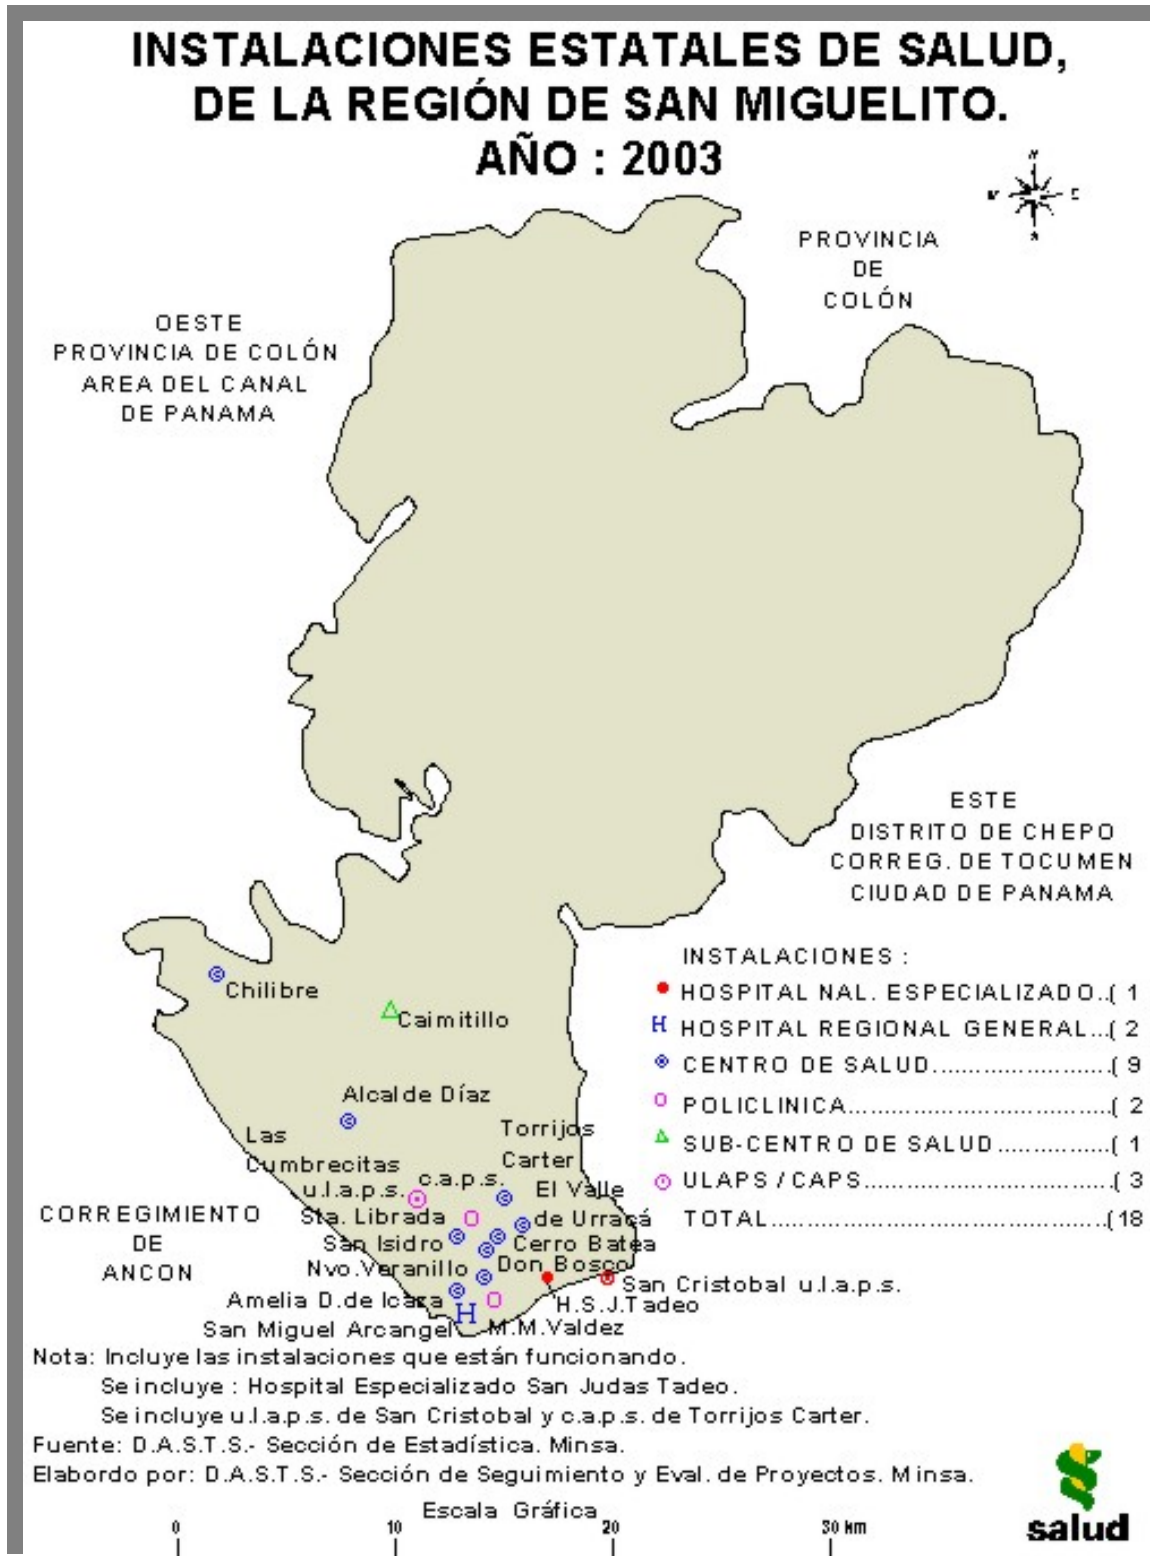 INSTALACIONES ESTATALES DE SALUD,
DE LA REGIÓN DE SAN MIGUELITO.
AÑO : 2003
N
W
E
PROVINCIA
DE
COLÓN
OESTE
PROVINCIA DE COLÓN
AREA DEL CANAL
DE PANAMA
ESTE
DISTRITO DE CHEPO
CORREG. DE TOCUMEN
CIUDAD DE PANAMA
INSTALACIONES :
HOSPITAL NAL. ESPECIALIZADO..( 1
H HOSPITAL REGIONAL GENERAL...( 2
CENTRO DE SALUD.......................( 9
POLICLINICA..................................( 2
SUB-CENTRO DE SALUD..............( 1
ULAPS / CAPS................................( 3
TOTAL...........................................(18
Chilibre
Caimitillo
Alcalde Díaz
Las
Cumbrecitas
u.l.a.p.s.
Torrijos
Carter
c.a.p.s.
El Valle
de Urracá
Sta. Librada
San Isidro
Cerro Batea
Nvo.Veranillo
Don Bosco
San Cristobal u.l.a.p.s.
Amelia D.de Icaza
H
H.S.J.Tadeo
San Miguel Arcangel
M.M.Valdez
CORREGIMIENTO
DE
ANCON
Nota: Incluye las instalaciones que están funcionando.
Se incluye : Hospital Especializado San Judas Tadeo.
Se incluye u.l.a.p.s. de San Cristobal y c.a.p.s. de Torrijos Carter.
Fuente: D.A.S.T.S.- Sección de Estadística. Minsa.
Elabordo por: D.A.S.T.S.- Sección de Seguimiento y Eval. de Proyectos. Minsa.
Escala Gráfica
0 10 20 30 km
salud